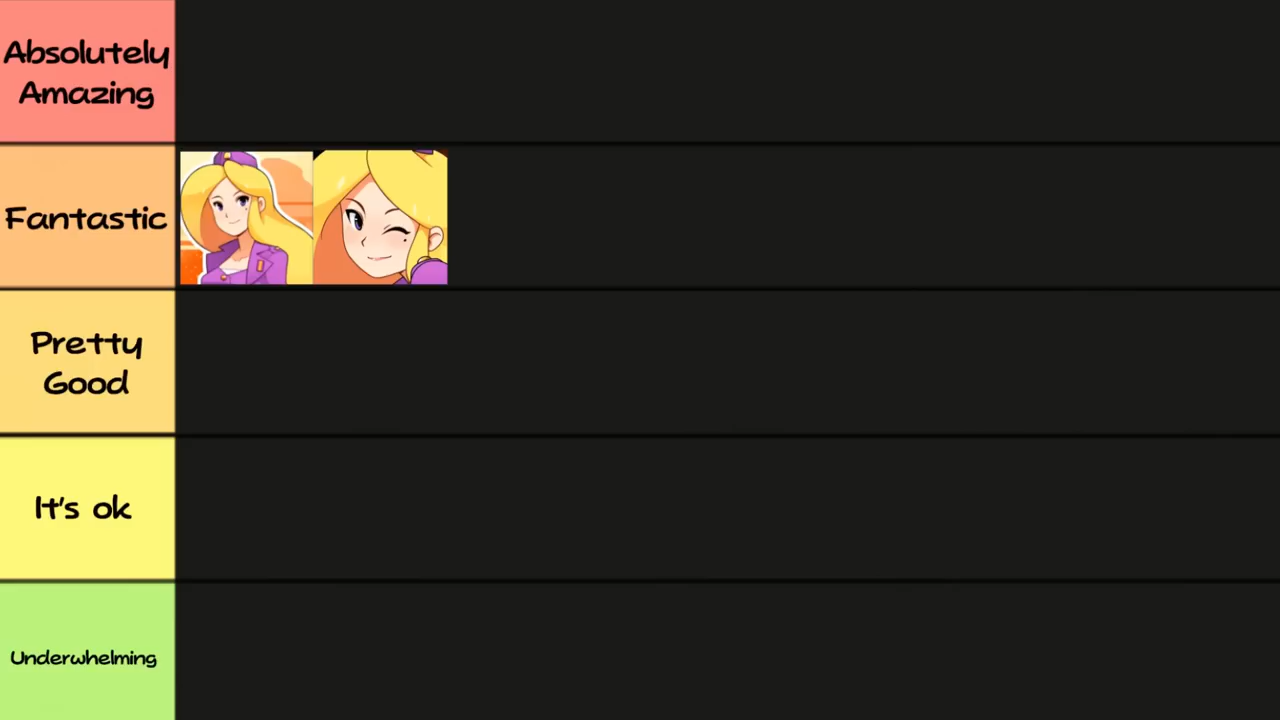 Absolutely
Amazing
Fantastic
Pretty
Good
It's ok
Underwhelming